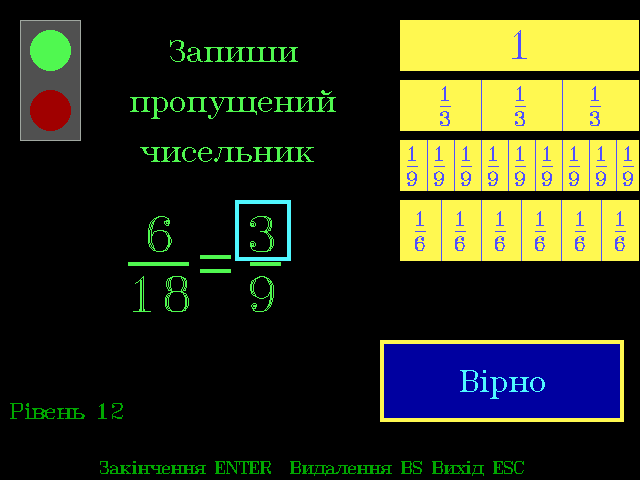 Запиши
пропущений
чисельник
6/18 = 3/9
1
1/3 1/3 1/3
1/9 1/9 1/9 1/9 1/9 1/9 1/9 1/9 1/9
1/6 1/6 1/6 1/6 1/6 1/6
Вірно
Рівень 12
Закінчення ENTER Видалення BS Вихід ESC